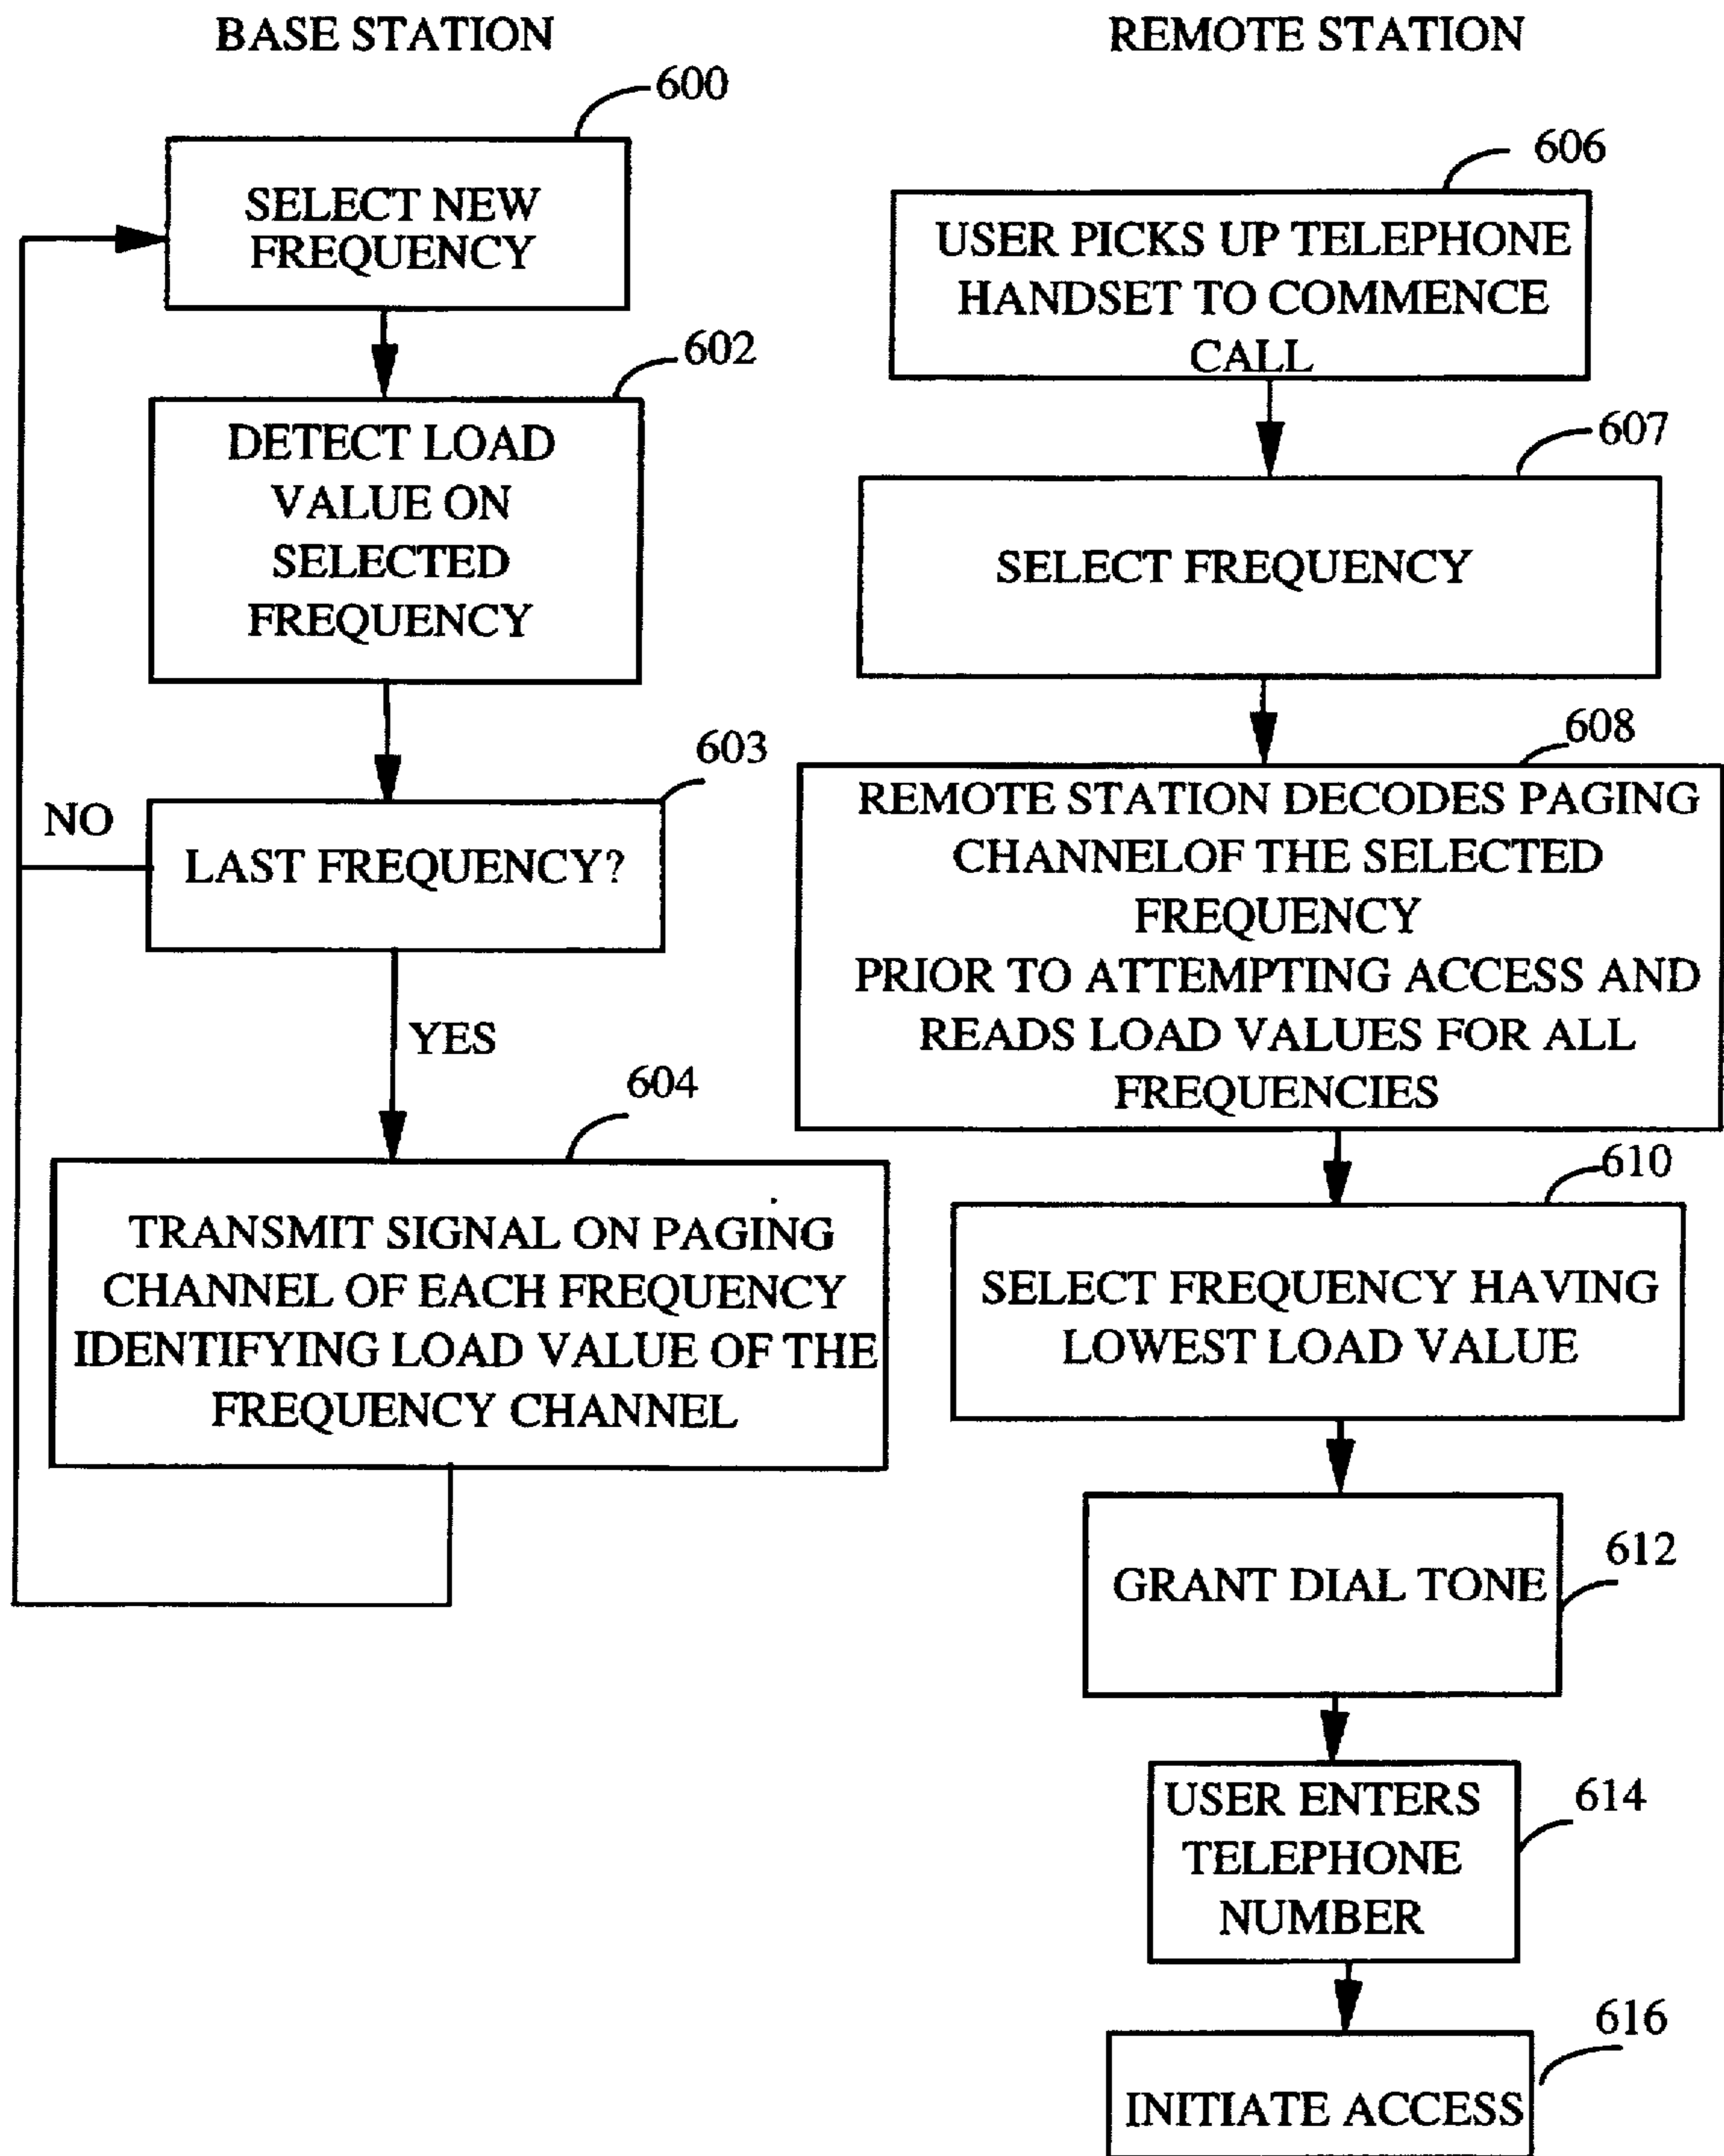 BASE STATION
600
SELECT NEW
FREQUENCY
602
DETECT LOAD
VALUE ON
SELECTED
FREQUENCY
603
NO
LAST FREQUENCY?
YES
604
TRANSMIT SIGNAL ON PAGING
CHANNEL OF EACH FREQUENCY
IDENTIFYING LOAD VALUE OF THE
FREQUENCY CHANNEL
REMOTE STATION
606
USER PICKS UP TELEPHONE
HANDSET TO COMMENCE
CALL
607
SELECT FREQUENCY
608
REMOTE STATION DECODES PAGING
CHANNELOF THE SELECTED
FREQUENCY
PRIOR TO ATTEMPTING ACCESS AND
READS LOAD VALUES FOR ALL
FREQUENCIES
610
SELECT FREQUENCY HAVING
LOWEST LOAD VALUE
612
GRANT DIAL TONE
614
USER ENTERS
TELEPHONE
NUMBER
616
INITIATE ACCESS